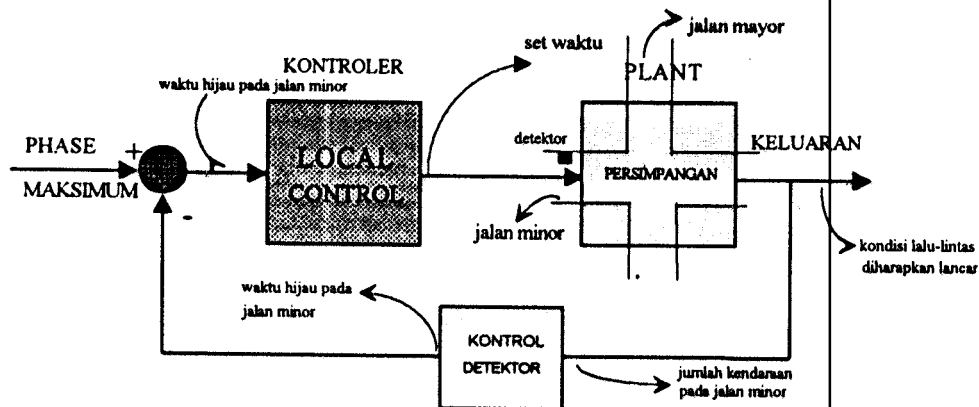 jalan mayor
set waktu
KONTROLER
PLANT
waktu hijau pada jalan minor
PHASE
+
detektor
KELUARAN
LOCAL
CONTROL
PERSIMPANGAN
MAKSIMUM
-
jalan minor
kondisi lalu-lintas
diharapkan lancar
waktu hijau pada
jalan minor
KONTROL
DETEKTOR
jumlah kendaraan
pada jalan minor